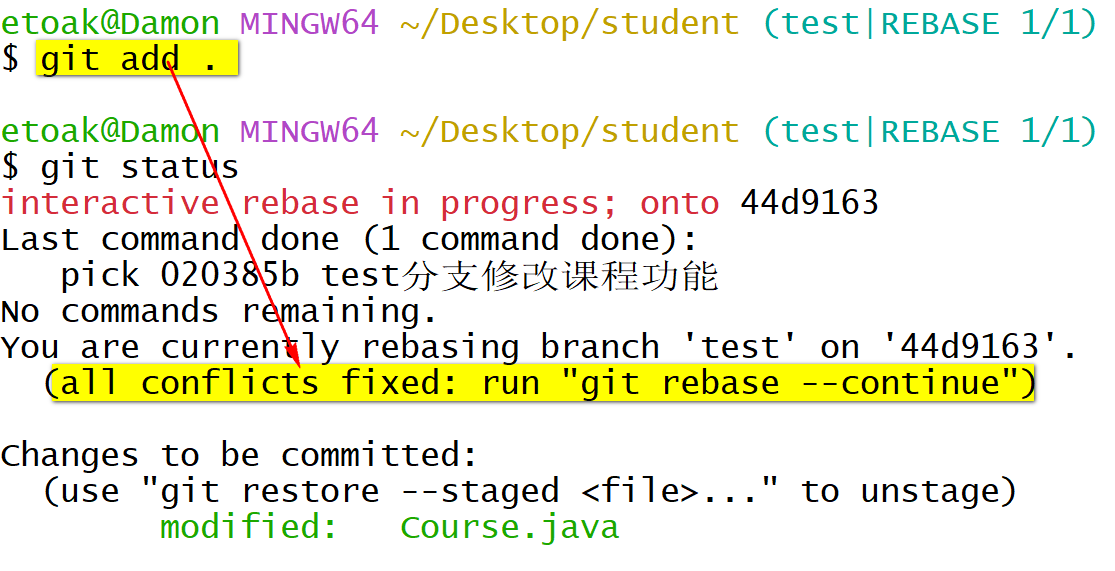 etoak@Damon MINGW64 ~/Desktop/student (test|REBASE 1/1)
$ git add .
etoak@Damon MINGW64 ~/Desktop/student (test|REBASE 1/1)
$ git status
interactive rebase in progress; onto 44d9163
Last command done (1 command done):
   pick 020385b test分支修改课程功能
No commands remaining.
You are currently rebasing branch 'test' on '44d9163'.
  (all conflicts fixed: run "git rebase --continue")
Changes to be committed:
  (use "git restore --staged <file>..." to unstage)
        modified:   Course.java